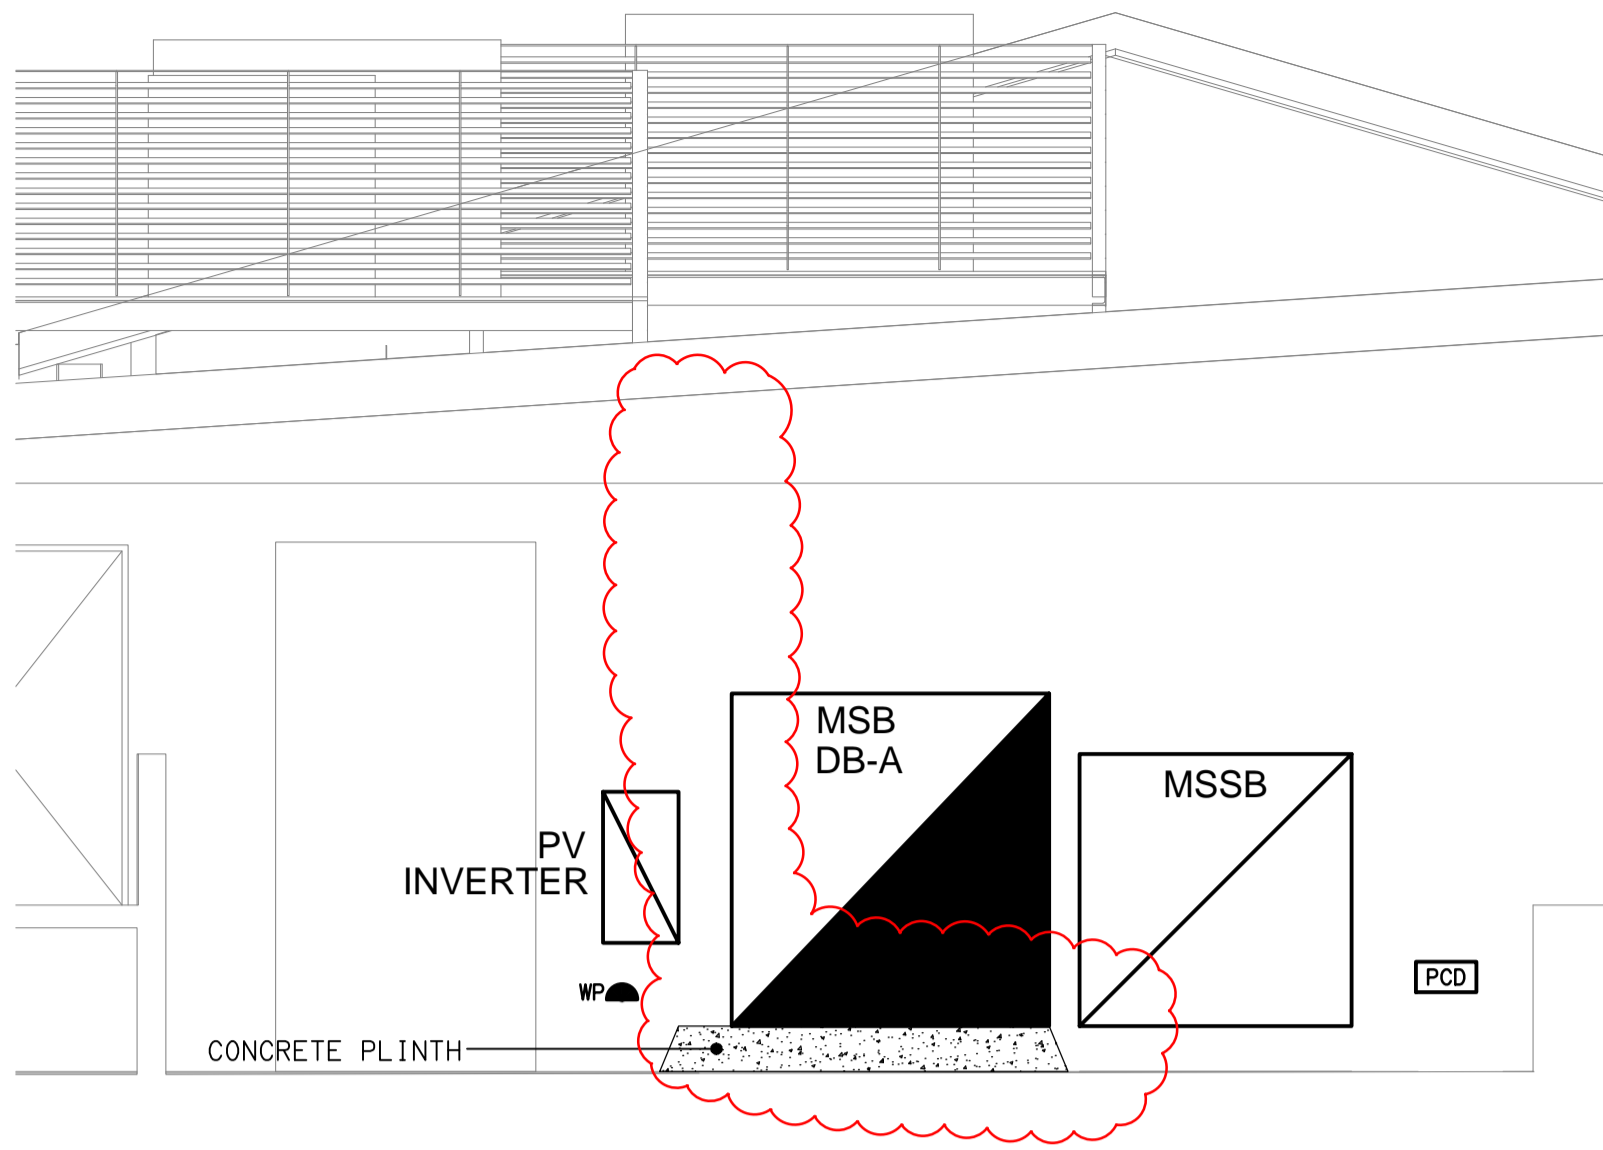 MSB
DB-A
MSSB
PV
INVERTER
PCD
WP
CONCRETE PLINTH